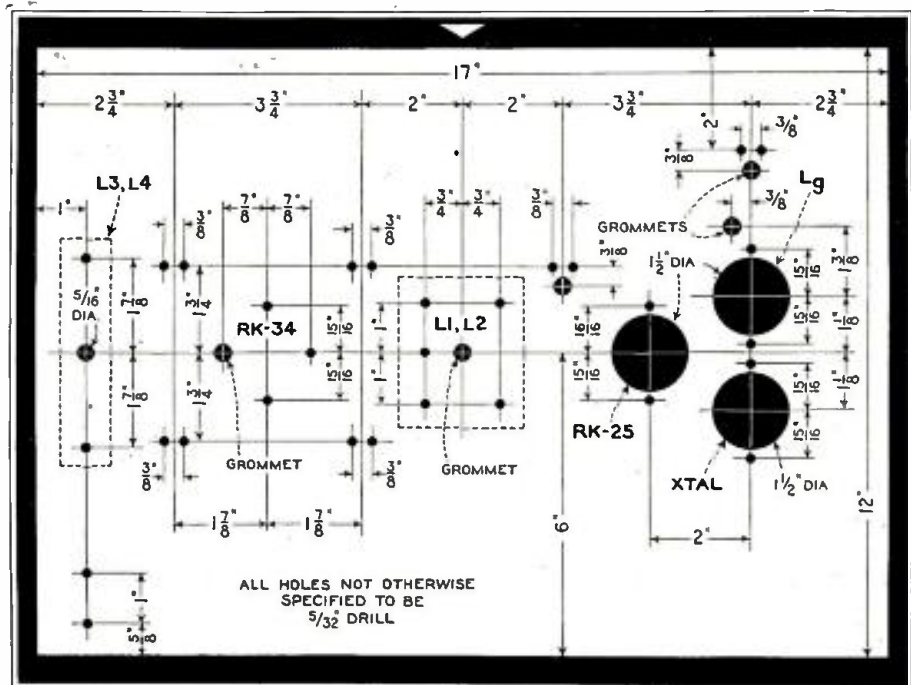 17"
2 3/4" 3 3/4" 2" 2" 3 3/4" 2 3/4"
2" 3/8"
3/8"
L3, L4 Lg
1" 7/8" 7/8" 3/4" 3/4" 3/8" 3/8"
3/8" 3/8" GROMMETS
3/8" 1 1/2" DIA 3 1/8"
5/16" DIA. 1 7/8" 1 3/4" RK-34 15/16 1" L1, L2 16/16 15/16 15/16 1 1/8"
1 7/8" 1 3/4" 15/16 1" 15/16 15/16 15/16 1 1/8"
RK-25
GROMMET GROMMET
3/8" 3/8" XTAL 1 1/2" DIA
1 7/8" 1 7/8" 6" 2" 12"
1"
5/8"
ALL HOLES NOT OTHERWISE
SPECIFIED TO BE
5/32" DRILL